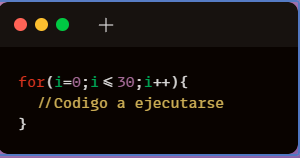 for(i=0;i<=30;i++){
//Codigo a ejecutarse
}